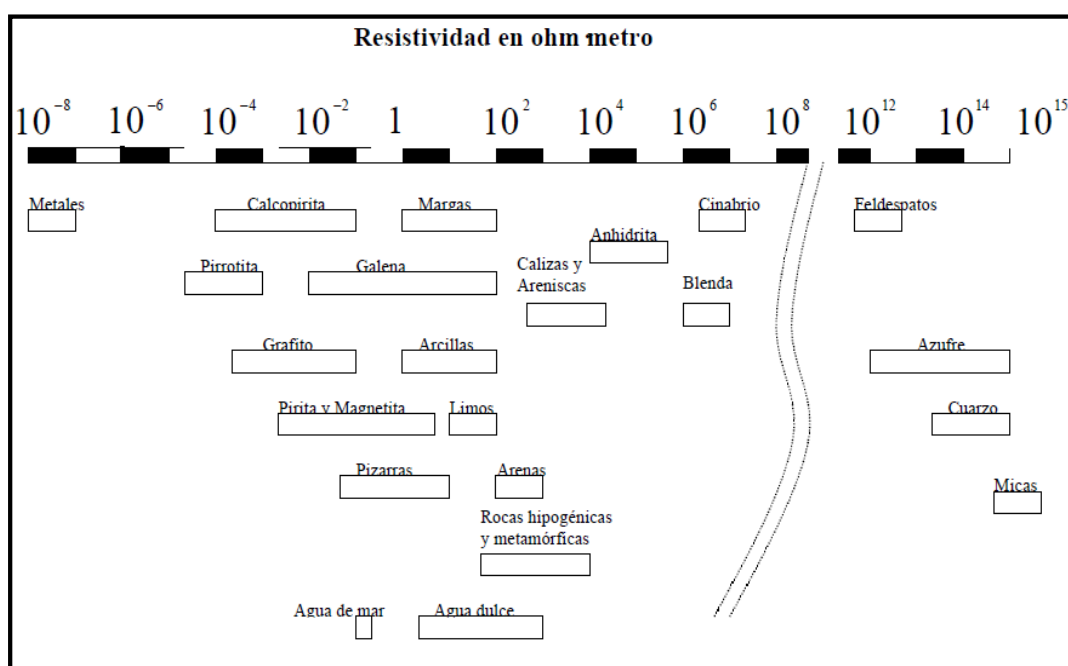 Resistividad en ohm·metro
10⁻⁸ 10⁻⁶ 10⁻⁴ 10⁻² 1 10² 10⁴ 10⁶ 10⁸ 10¹² 10¹⁴ 10¹⁵
Metales Calcopirita Margas Cinabrio Feldespatos
Anhidrita
Pirrotita Galena Calizas y
Areniscas Blenda
Grafito Arcillas Azufre
Pirita y Magnetita Limos Cuarzo
Pizarras Arenas Micas
Rocas hipogénicas
y metamórficas
Agua de mar Agua dulce